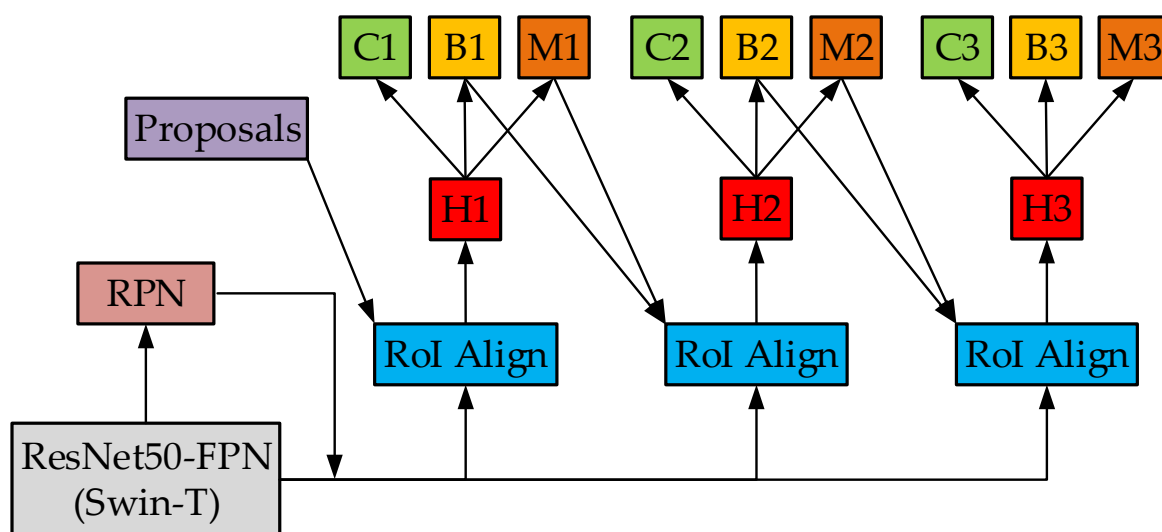 C1 B1 M1 C2 B2 M2 C3 B3 M3
Proposals
H1 H2 H3
RPN
RoI Align RoI Align RoI Align
ResNet50-FPN
(Swin-T)